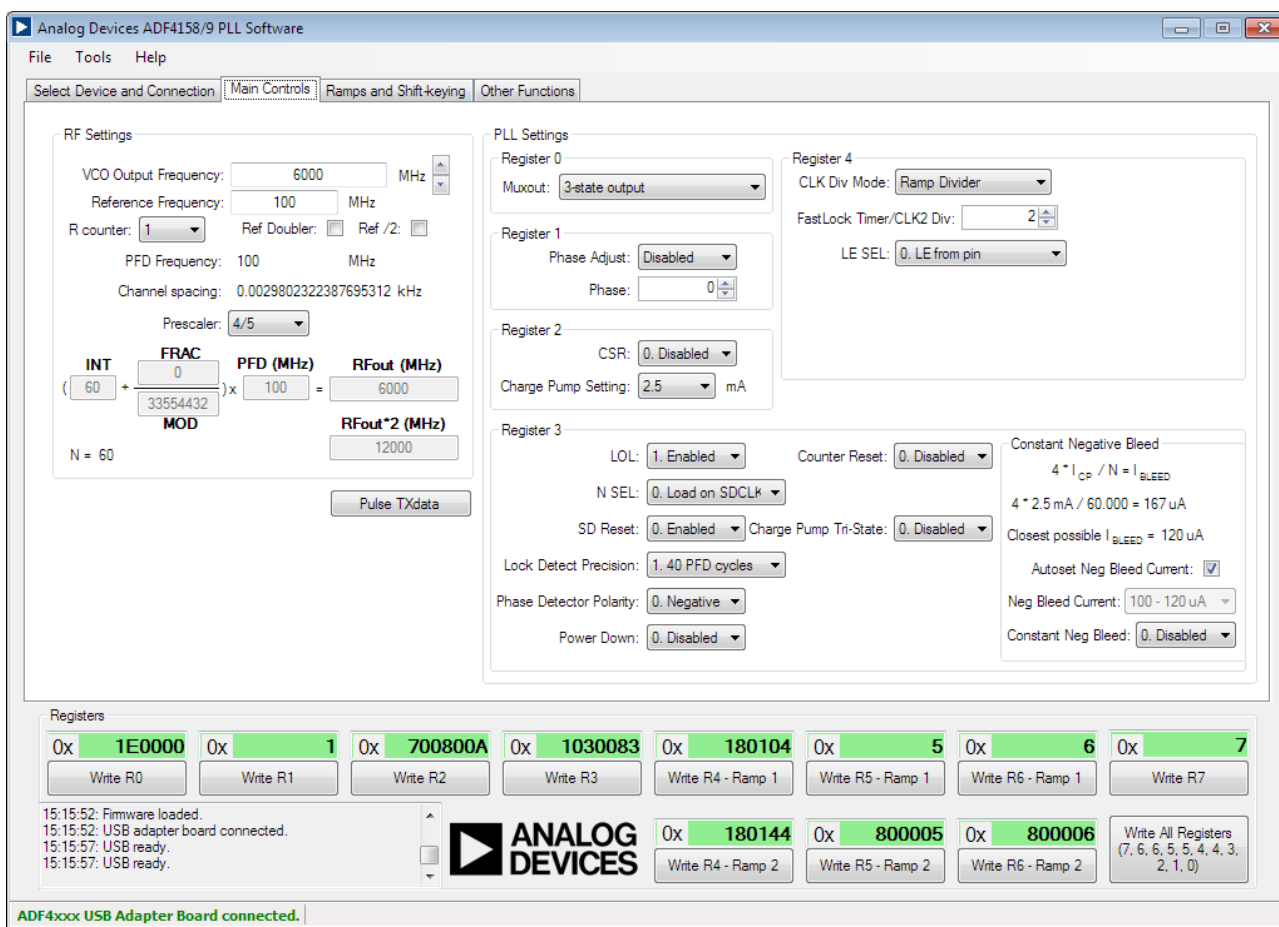 Analog Devices ADF4158/9 PLL Software
File Tools Help
Select Device and Connection Main Controls Ramps and Shift-keying Other Functions
RF Settings
VCO Output Frequency: 6000 MHz
Reference Frequency: 100 MHz
R counter: 1 Ref Doubler: Ref /2:
PFD Frequency: 100 MHz
Channel spacing: 0.0029802322387695312 kHz
Prescaler: 4/5
INT FRAC PFD (MHz) RFout (MHz)
( 60 + 0 / 33554432 ) x 100 = 6000
MOD RFout*2 (MHz)
12000
N = 60
Pulse TXdata
PLL Settings
Register 0
Muxout: 3-state output
Register 1
Phase Adjust: Disabled
Phase: 0
Register 2
CSR: 0. Disabled
Charge Pump Setting: 2.5 mA
Register 4
CLK Div Mode: Ramp Divider
FastLock Timer/CLK2 Div: 2
LE SEL: 0. LE from pin
Register 3
LOL: 1. Enabled Counter Reset: 0. Disabled
N SEL: 0. Load on SDCLK
SD Reset: 0. Enabled Charge Pump Tri-State: 0. Disabled
Lock Detect Precision: 1. 40 PFD cycles
Phase Detector Polarity: 0. Negative
Power Down: 0. Disabled
Constant Negative Bleed
4 * I CP / N = I BLEED
4 * 2.5 mA / 60.000 = 167 uA
Closest possible I BLEED = 120 uA
Autoset Neg Bleed Current:
Neg Bleed Current: 100 - 120 uA
Constant Neg Bleed: 0. Disabled
Registers
0x 1E0000 0x 1 0x 700800A 0x 1030083 0x 180104 0x 5 0x 6 0x 7
Write R0 Write R1 Write R2 Write R3 Write R4 - Ramp 1 Write R5 - Ramp 1 Write R6 - Ramp 1 Write R7
15:15:52: Firmware loaded.
15:15:52: USB adapter board connected.
15:15:57: USB ready.
15:15:57: USB ready.
ANALOG
DEVICES
0x 180144 0x 800005 0x 800006
Write R4 - Ramp 2 Write R5 - Ramp 2 Write R6 - Ramp 2
Write All Registers
(7, 6, 6, 5, 5, 4, 4, 3,
2, 1, 0)
ADF4xxx USB Adapter Board connected.